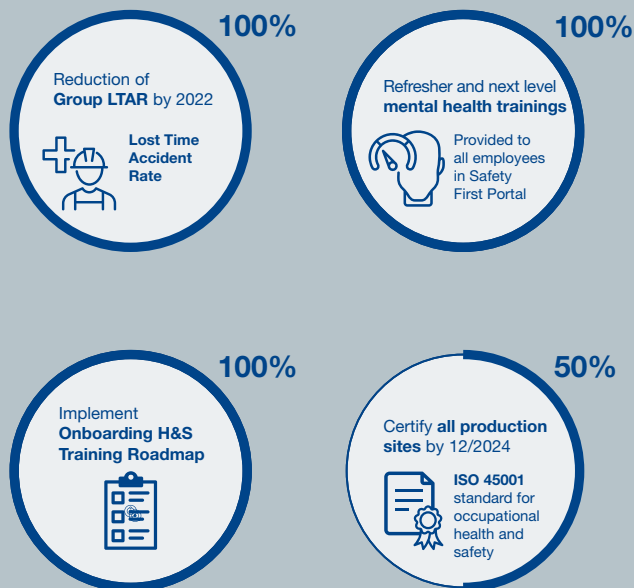 100%
Reduction of
Group LTAR by 2022
Lost Time
Accident
Rate
100%
Refresher and next level
mental health trainings
Provided to
all employees
in Safety
First Portal
100%
Implement
Onboarding H&S
Training Roadmap
50%
Certify all production
sites by 12/2024
ISO 45001
standard for
occupational
health and
safety